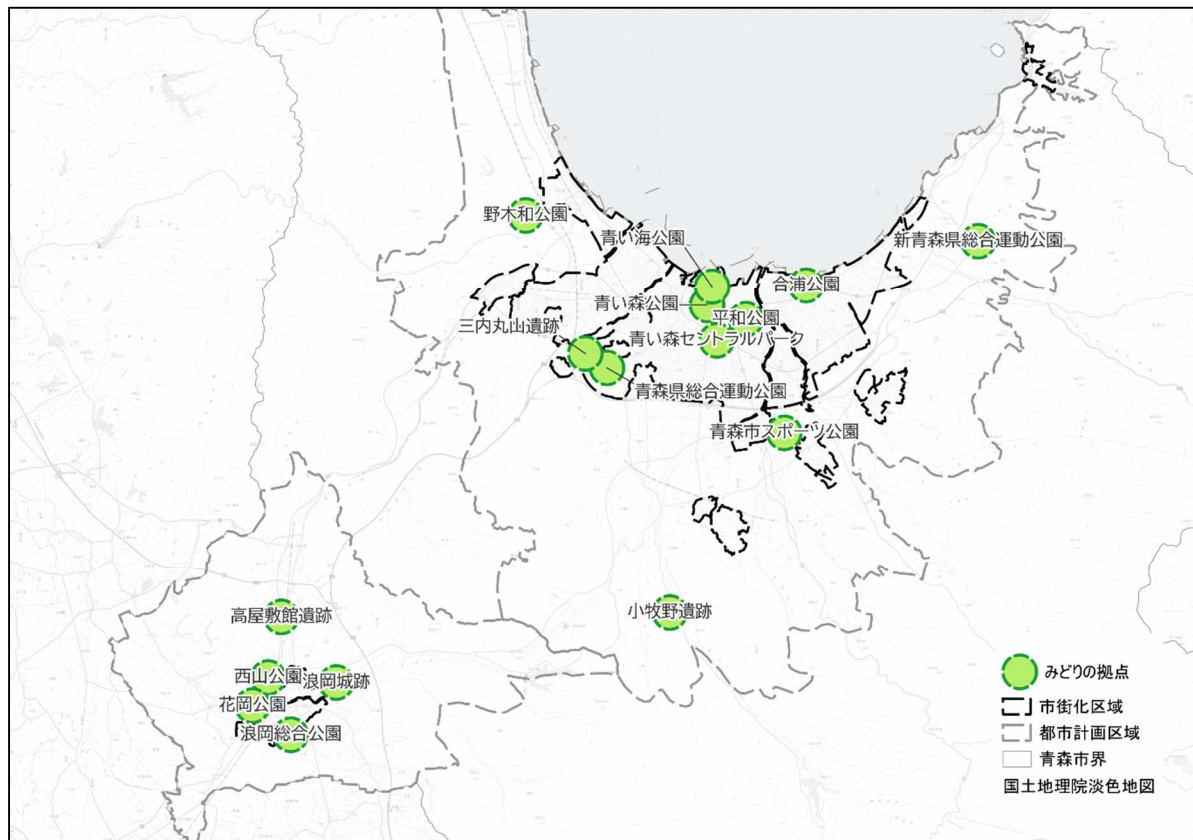 野木和公園
青い海公園
新青森県総合運動公園
合浦公園
青い森公園
平和公園
三内丸山遺跡
青い森セントラルパーク
青森県総合運動公園
青森市スポーツ公園
高屋敷館遺跡
小牧野遺跡
西山公園
浪岡城跡
花岡公園
浪岡総合公園
みどりの拠点
市街化区域
都市計画区域
青森市界
国土地理院淡色地図